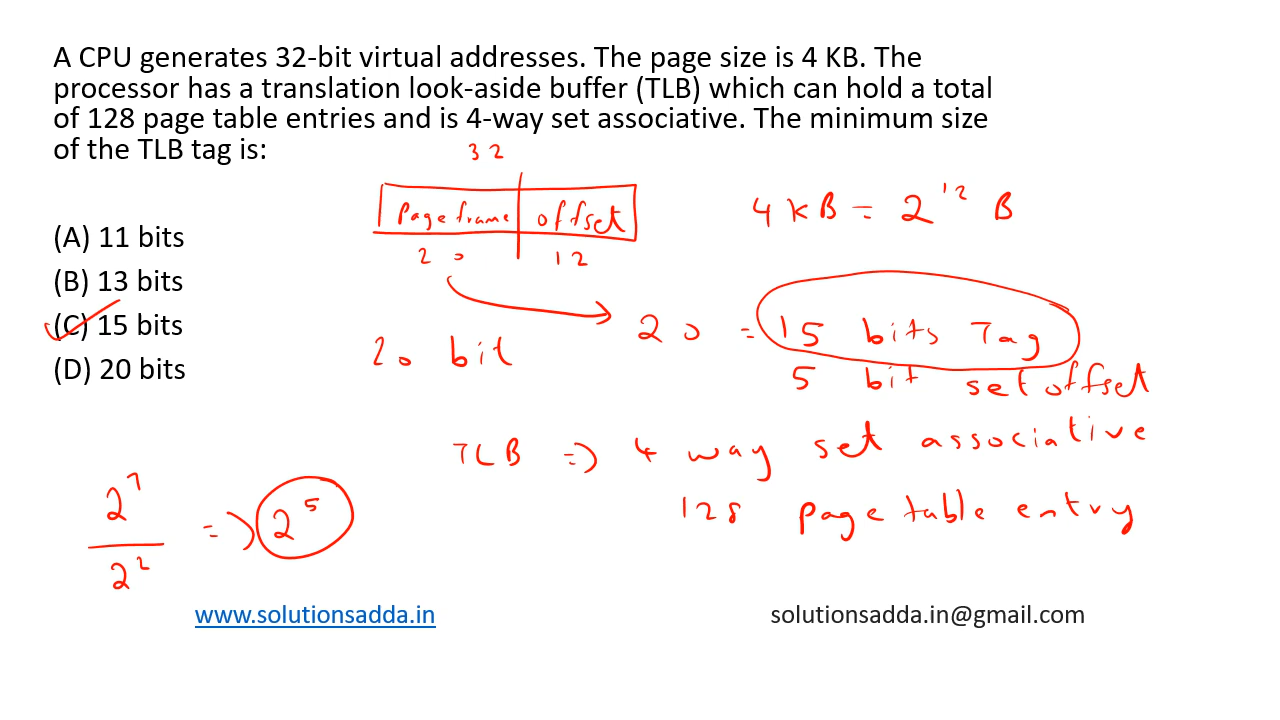 A CPU generates 32-bit virtual addresses. The page size is 4 KB. The
processor has a translation look-aside buffer (TLB) which can hold a total
of 128 page table entries and is 4-way set associative. The minimum size
of the TLB tag is:
32
Page frame offset
20 12
4 KB = 2^12 B
(A) 11 bits
(B) 13 bits
(C) 15 bits
(D) 20 bits
20 bit
20 = 15 bits Tag
5 bit set offset
TLB => 4 way set associative
128 page table entry
2^7
2^2
=> 2^5
www.solutionsadda.in
solutionsadda.in@gmail.com